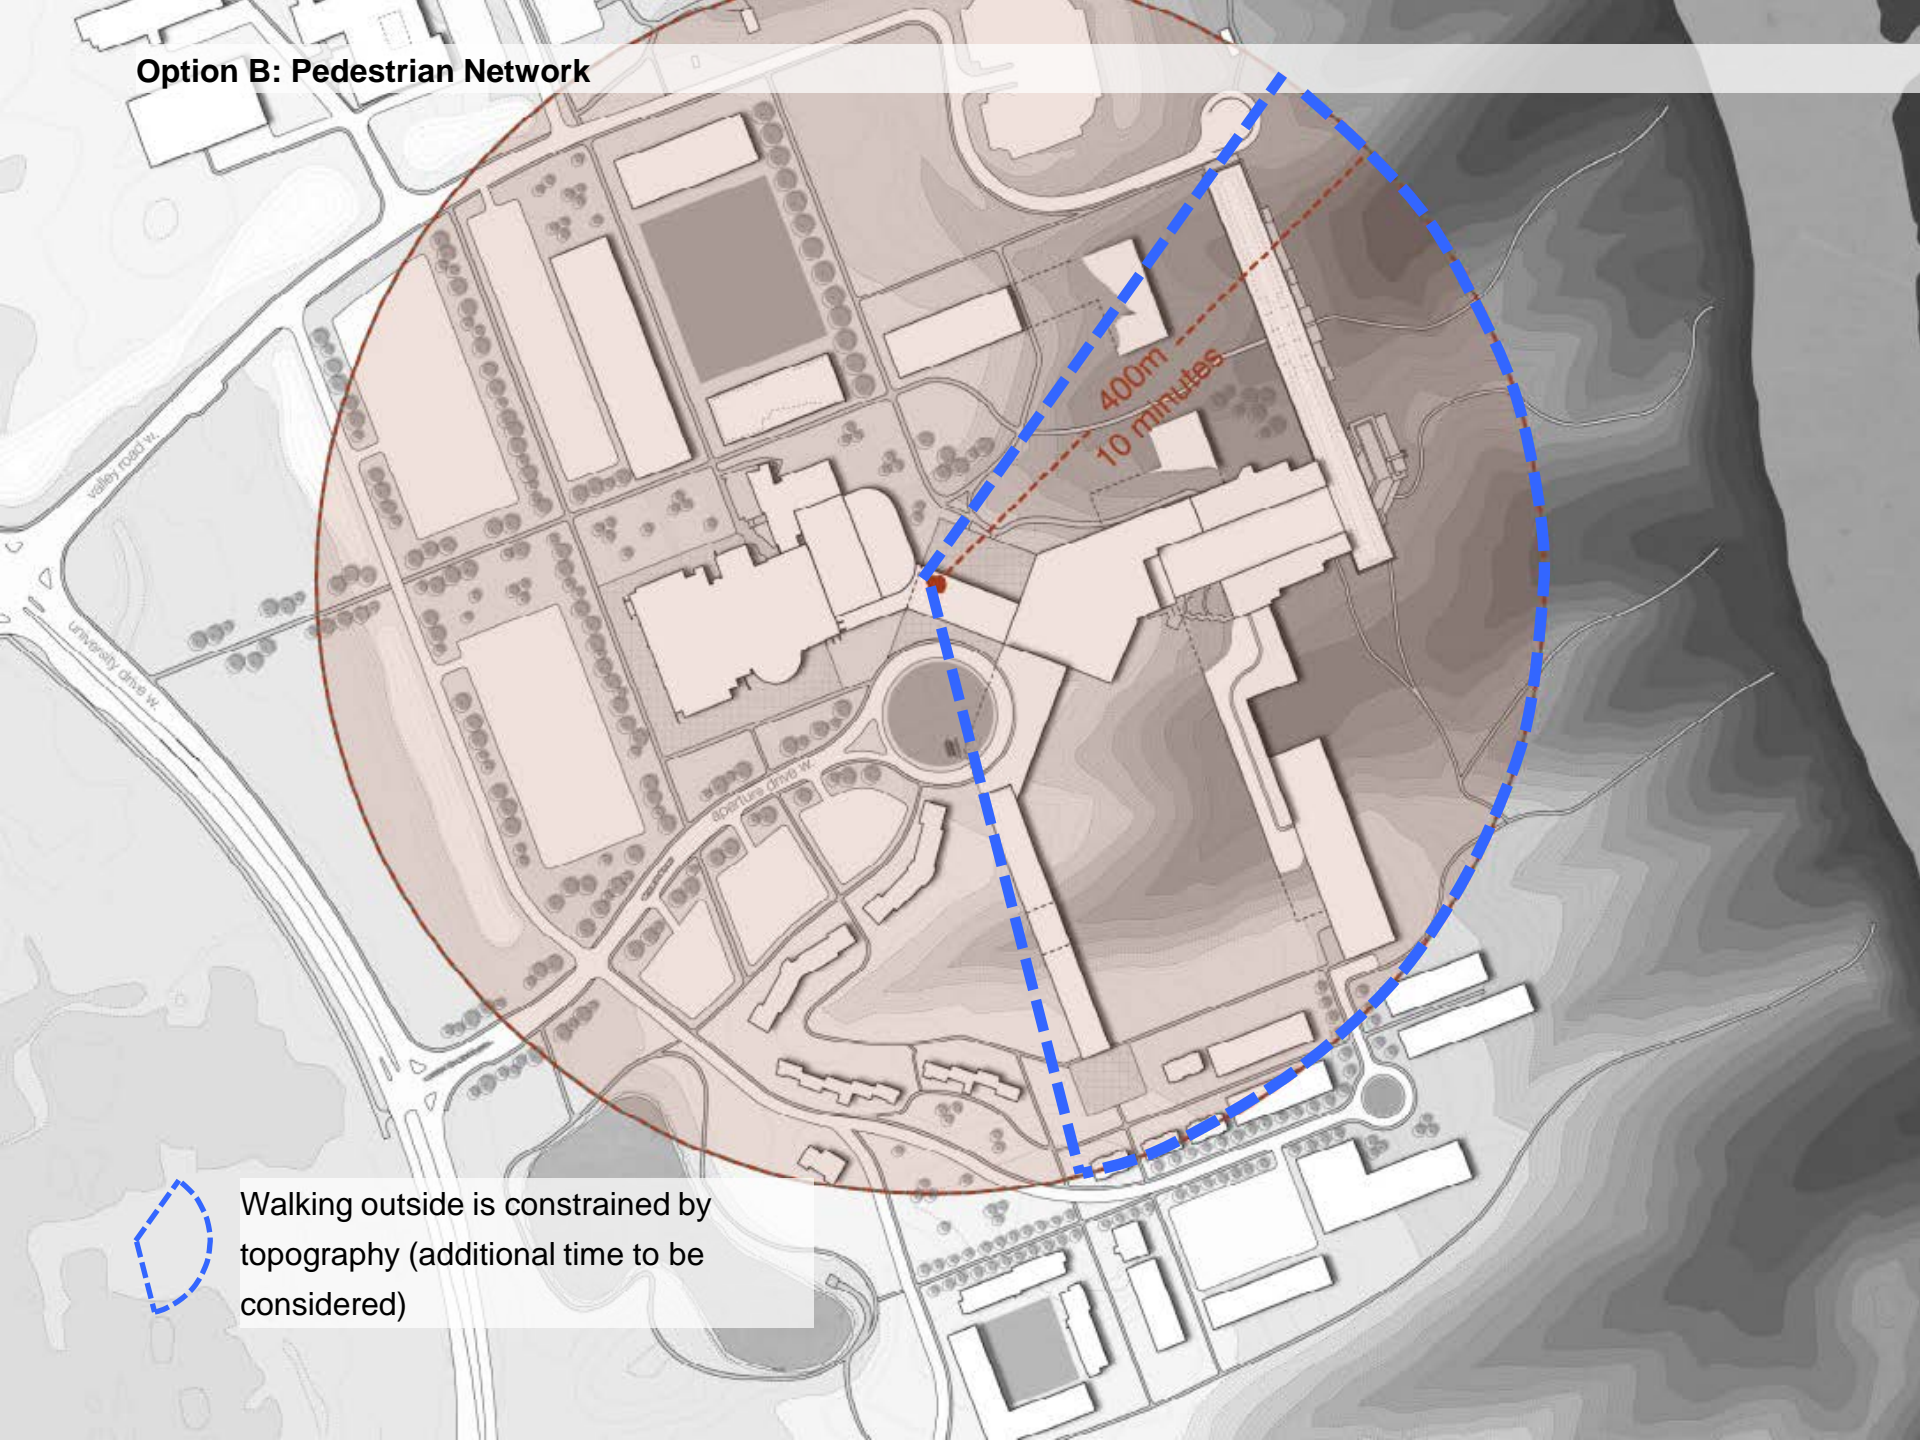 Option B: Pedestrian Network
400m
10 minutes
valley road w.
university drive w.
aperture drive w.
Walking outside is constrained by
topography (additional time to be
considered)